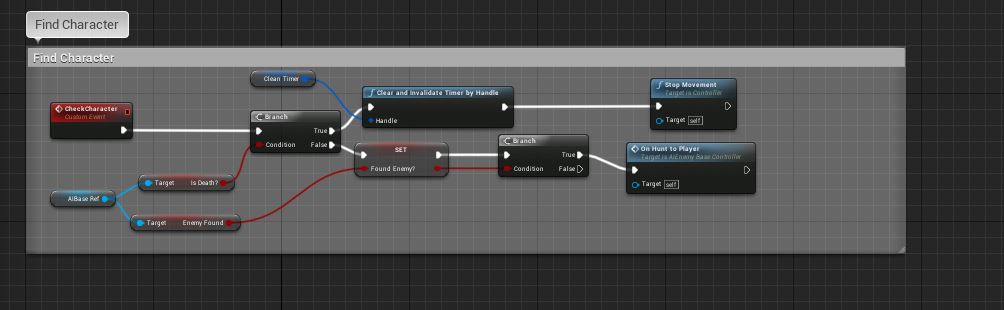 Find Character
Find Character
Clean Timer
CheckCharacter
Custom Event
Branch
True
Condition False
Clear and Invalidate Timer by Handle
Handle
Stop Movement
Target is Controller
Target self
SET
Found Enemy?
Branch
True
Condition False
On Hunt to Player
Target is AIEnemy Base Controller
Target self
AIBase Ref
Target Is Death?
Target Enemy Found